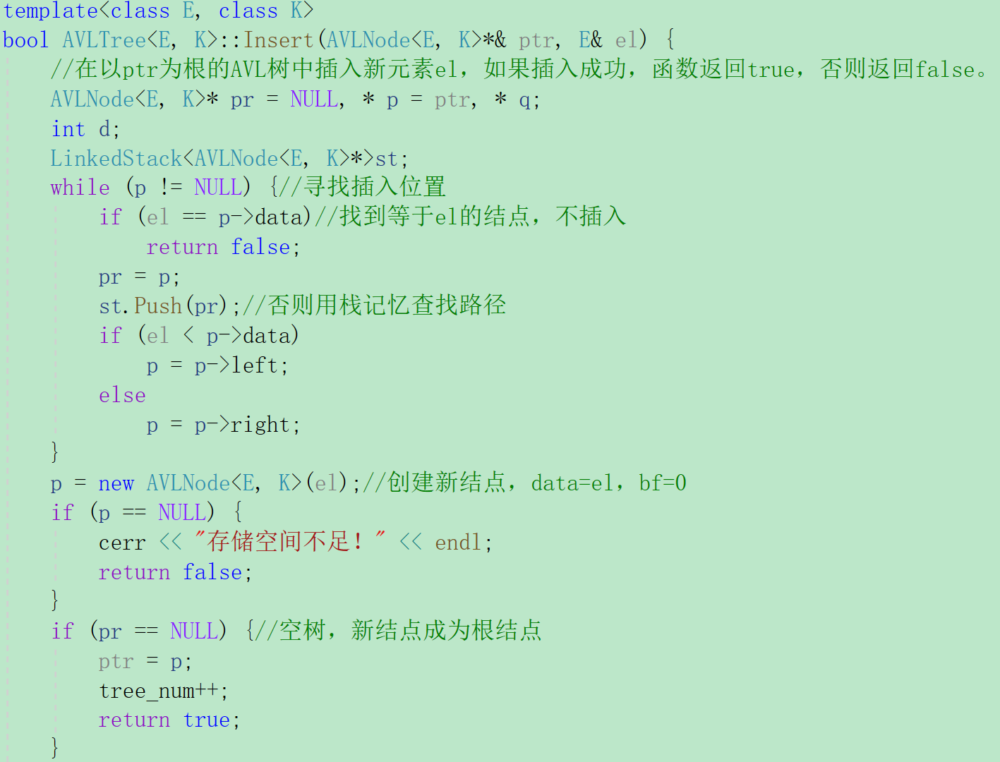 template<class E, class K>
bool AVLTree<E, K>::Insert(AVLNode<E, K>*& ptr, E& el) {
    //在以ptr为根的AVL树中插入新元素el，如果插入成功，函数返回true，否则返回false。
    AVLNode<E, K>* pr = NULL, * p = ptr, * q;
    int d;
    LinkedStack<AVLNode<E, K>*>st;
    while (p != NULL) {//寻找插入位置
        if (el == p->data)//找到等于el的结点，不插入
            return false;
        pr = p;
        st.Push(pr);//否则用栈记忆查找路径
        if (el < p->data)
            p = p->left;
        else
            p = p->right;
    }
    p = new AVLNode<E, K>(el);//创建新结点，data=el，bf=0
    if (p == NULL) {
        cerr << "存储空间不足！" << endl;
        return false;
    }
    if (pr == NULL) {//空树，新结点成为根结点
        ptr = p;
        tree_num++;
        return true;
    }